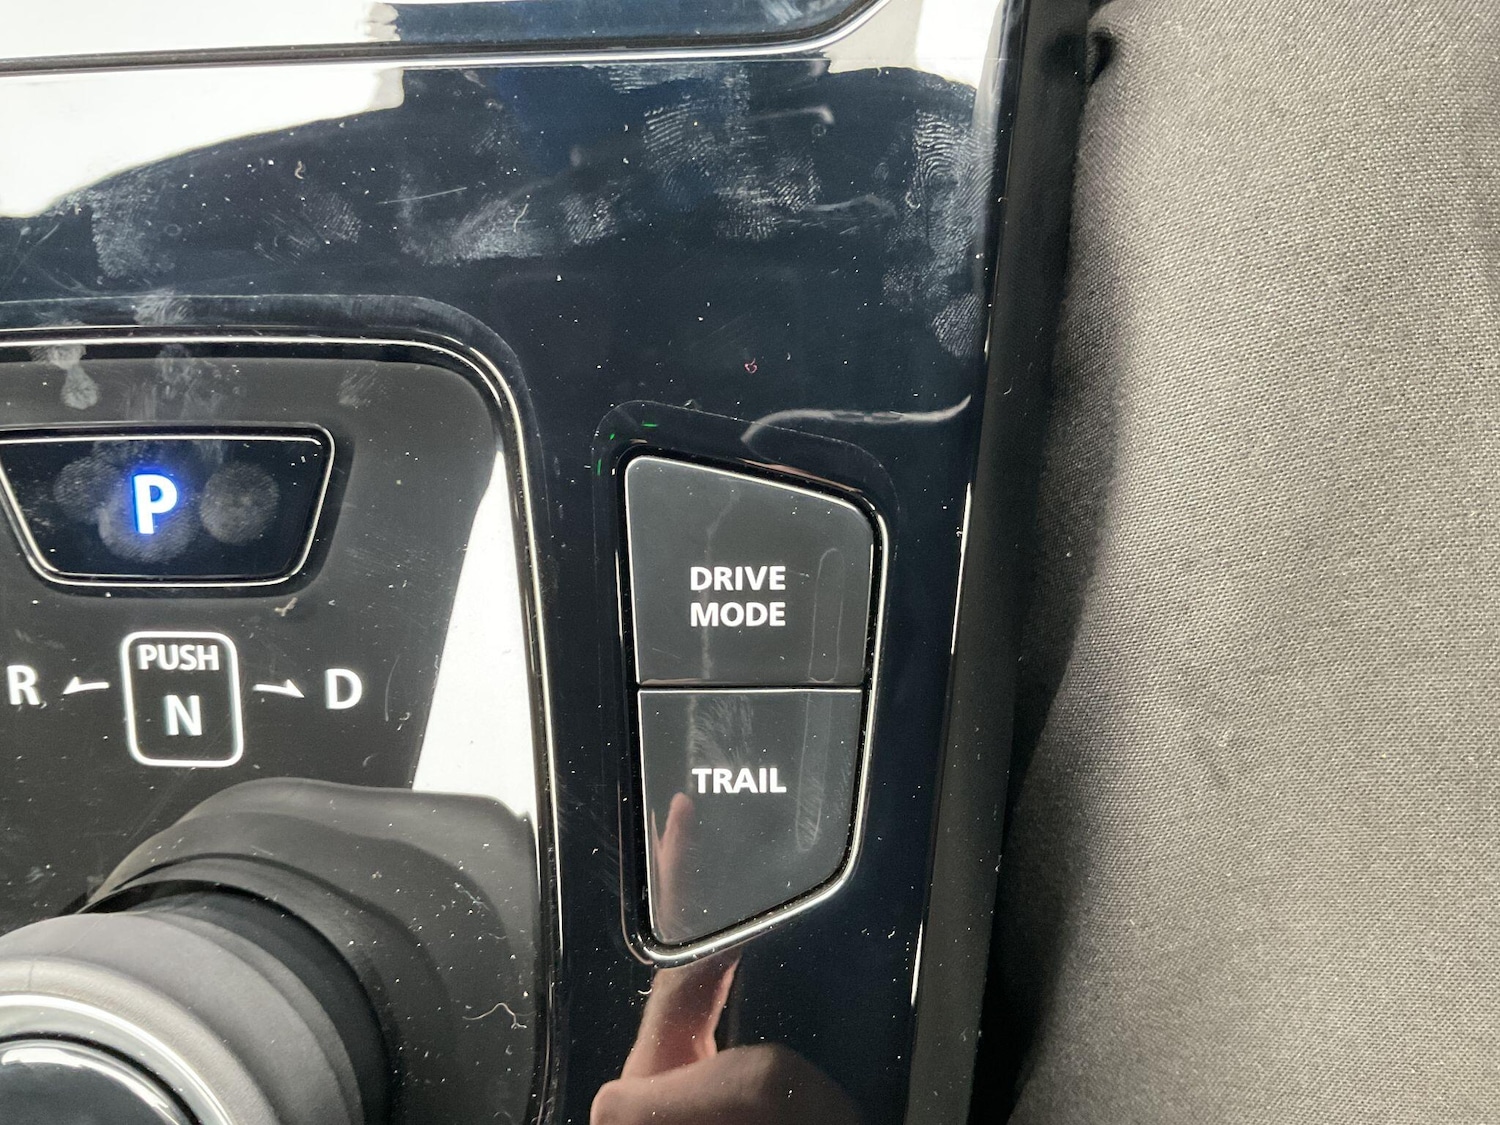 P
PUSH
R N D
DRIVE
MODE
TRAIL